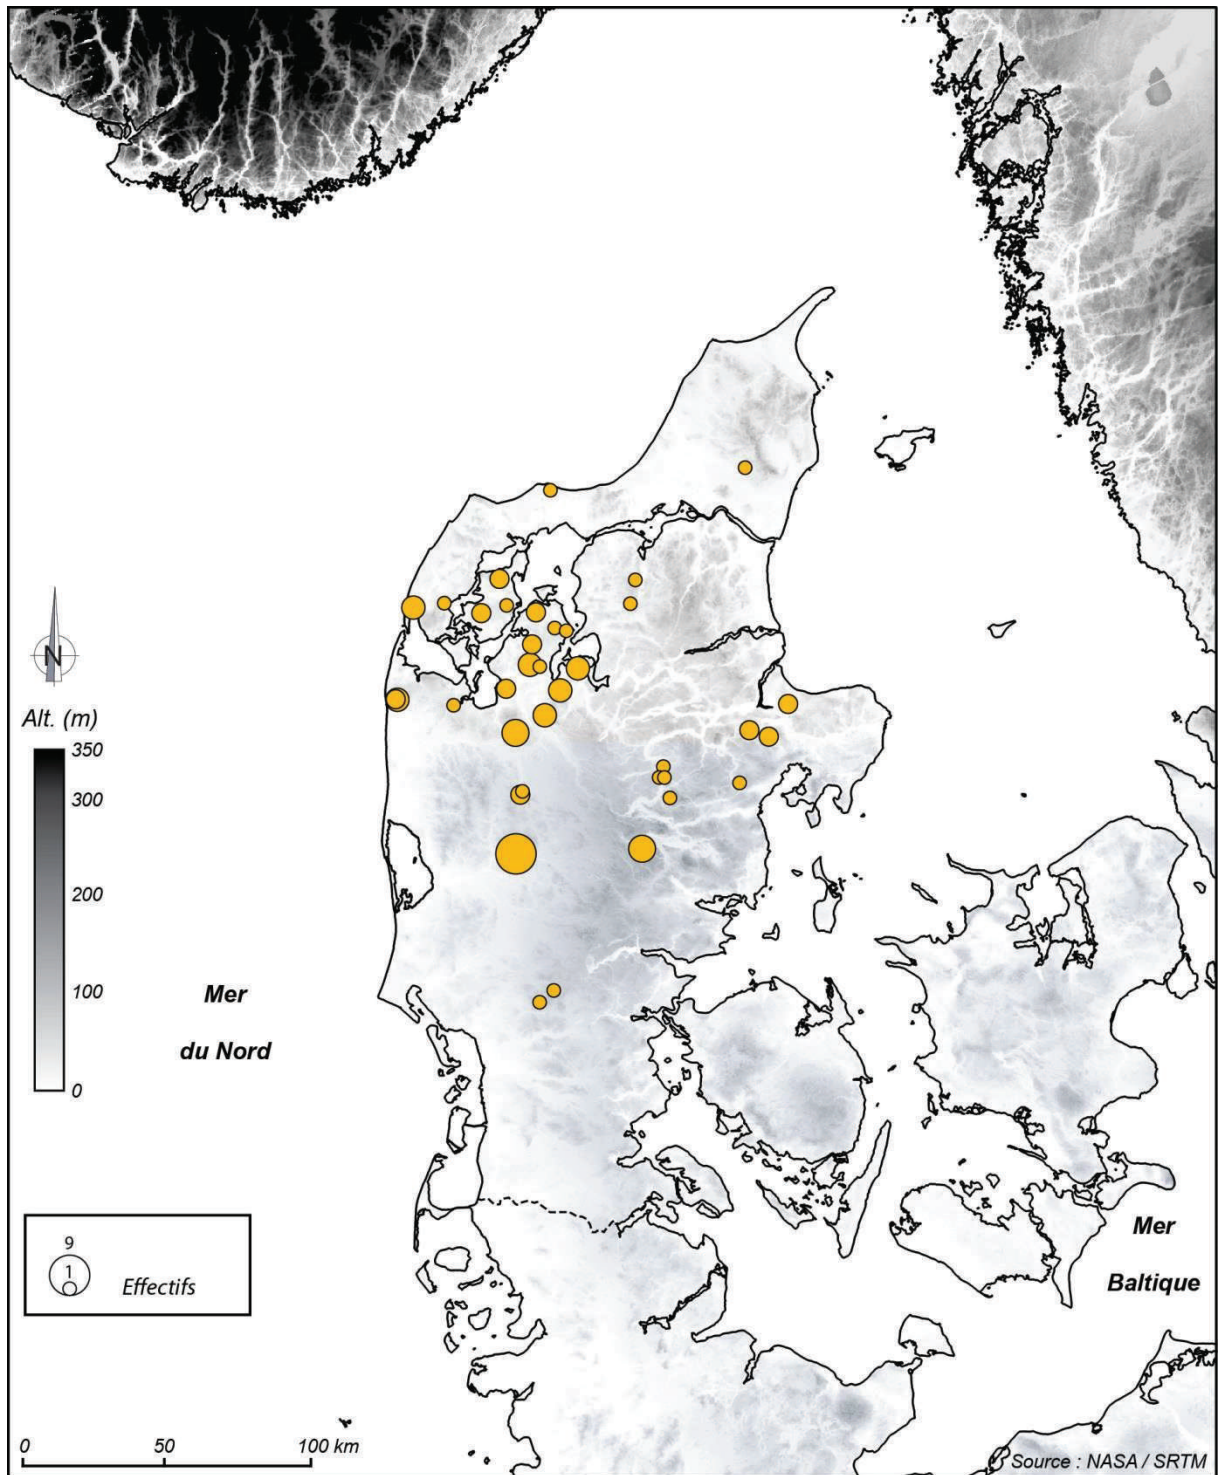 N
Alt. (m)
350
300
200
100
0
Mer
du Nord
Mer
Baltique
9
1
Effectifs
0 50 100 km
Source : NASA / SRTM